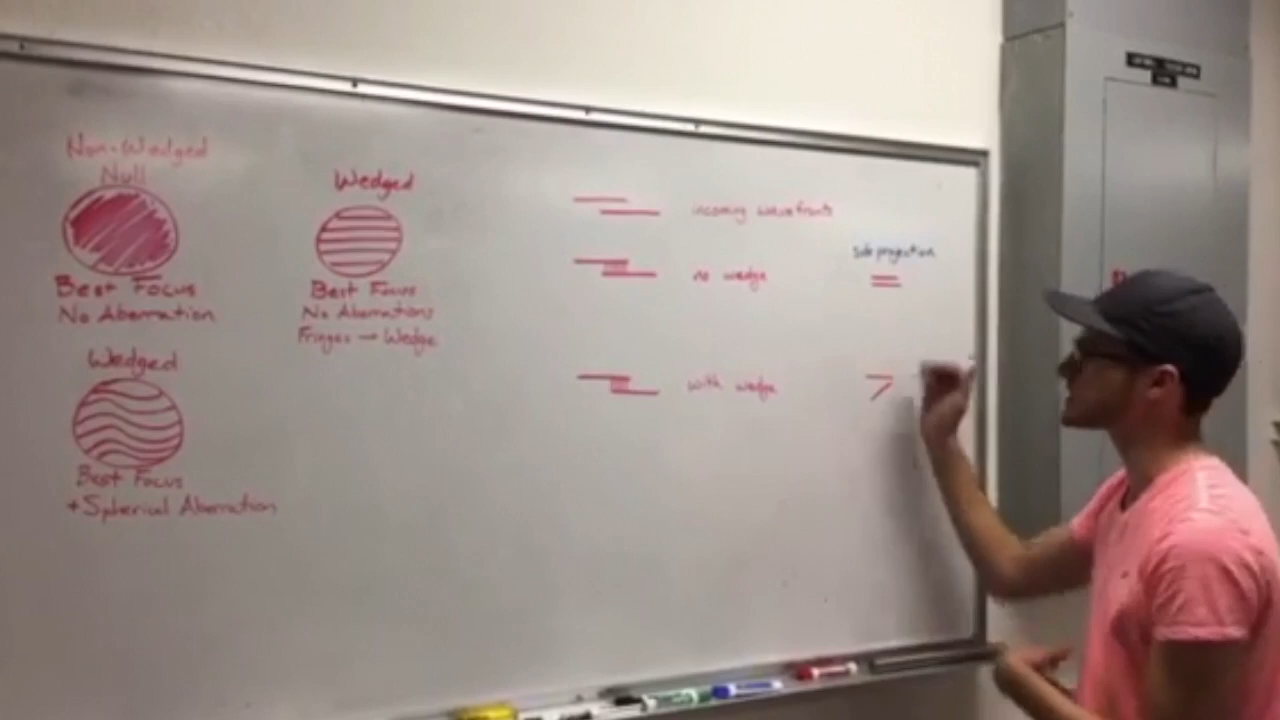 Non-Wedged
Null
Best Focus
No Aberration
Wedged
Best Focus
No Aberrations
Fringes → Wedge
Wedged
Best Focus
+Spherical Aberration
incoming wavefronts
no wedge
with wedge
side projection